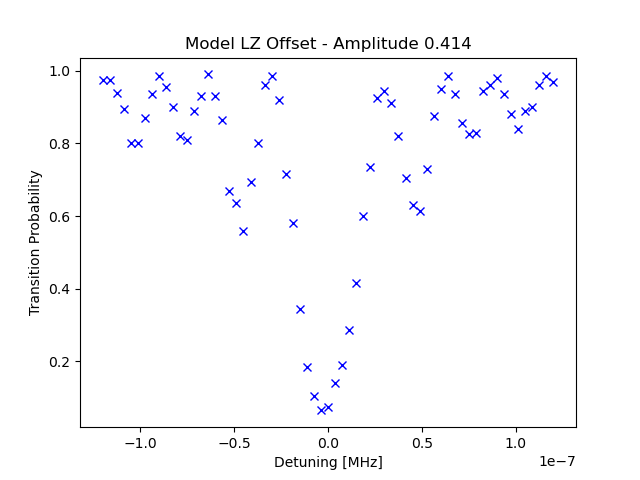 Model LZ Offset - Amplitude 0.414
1.0
0.8
0.6
0.4
0.2
Transition Probability
−1.0 −0.5 0.0 0.5 1.0
1e−7
Detuning [MHz]